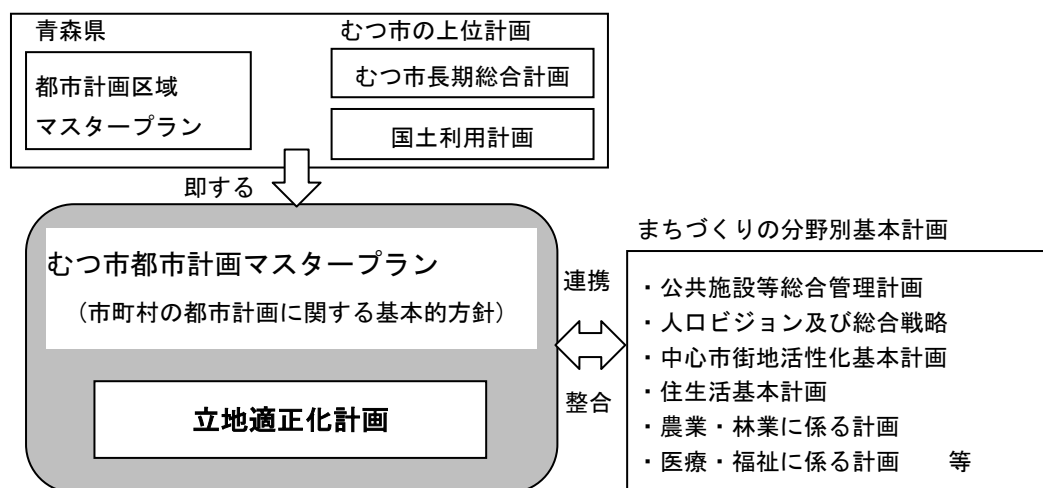 青森県
都市計画区域
マスタープラン
むつ市の上位計画
むつ市長期総合計画
国土利用計画
即する
むつ市都市計画マスタープラン
（市町村の都市計画に関する基本的方針）
立地適正化計画
連携
整合
まちづくりの分野別基本計画
・公共施設等総合管理計画
・人口ビジョン及び総合戦略
・中心市街地活性化基本計画
・住生活基本計画
・農業・林業に係る計画
・医療・福祉に係る計画　　等